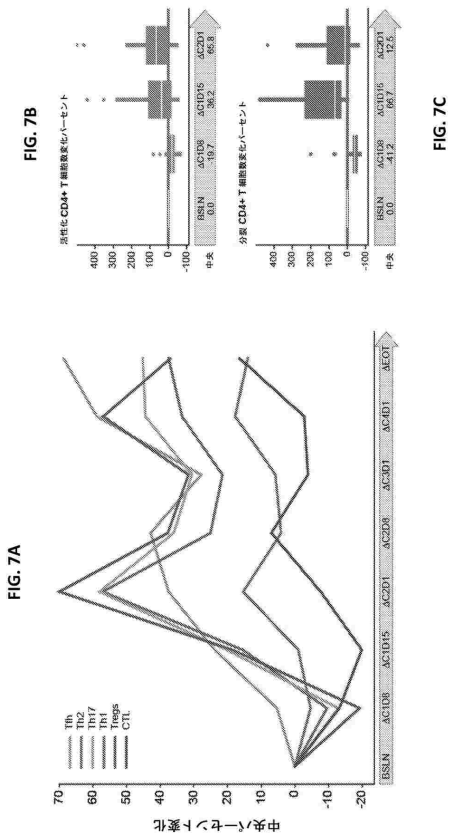 FIG. 7A
Tfh
Th2
Th17
Th1
Tregs
CTL
中央パーセント変化
70
60
50
40
30
20
10
0
-10
-20
BSLN ΔC1D8 ΔC1D15 ΔC2D1 ΔC2D8 ΔC3D1 ΔC4D1 ΔEOT
FIG. 7B
活性化 CD4+ T 細胞数変化パーセント
400
300
200
100
0
-100
BSLN ΔC1D8 ΔC1D15 ΔC2D1
中央 0.0 -19.7 36.2 65.8
FIG. 7C
分裂 CD4+ T 細胞数変化パーセント
400
300
200
100
0
-100
BSLN ΔC1D8 ΔC1D15 ΔC2D1
中央 0.0 -41.2 66.7 12.5